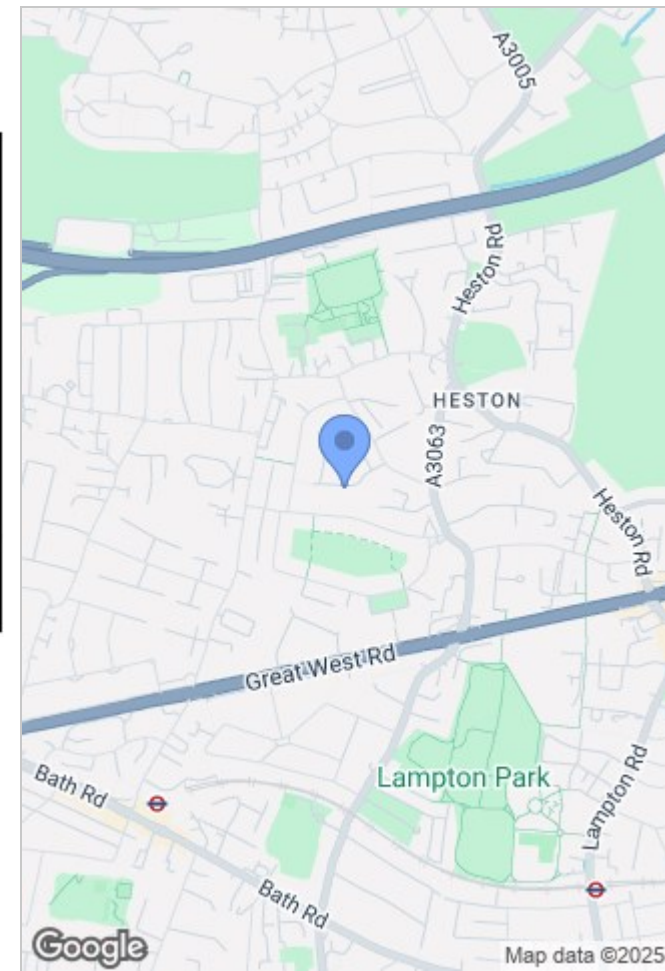 A3005
Heston Rd
HESTON
A3063
Heston Rd
Great West Rd
Lampton Park
Bath Rd
Lampton Rd
Bath Rd
Google
Map data ©2025